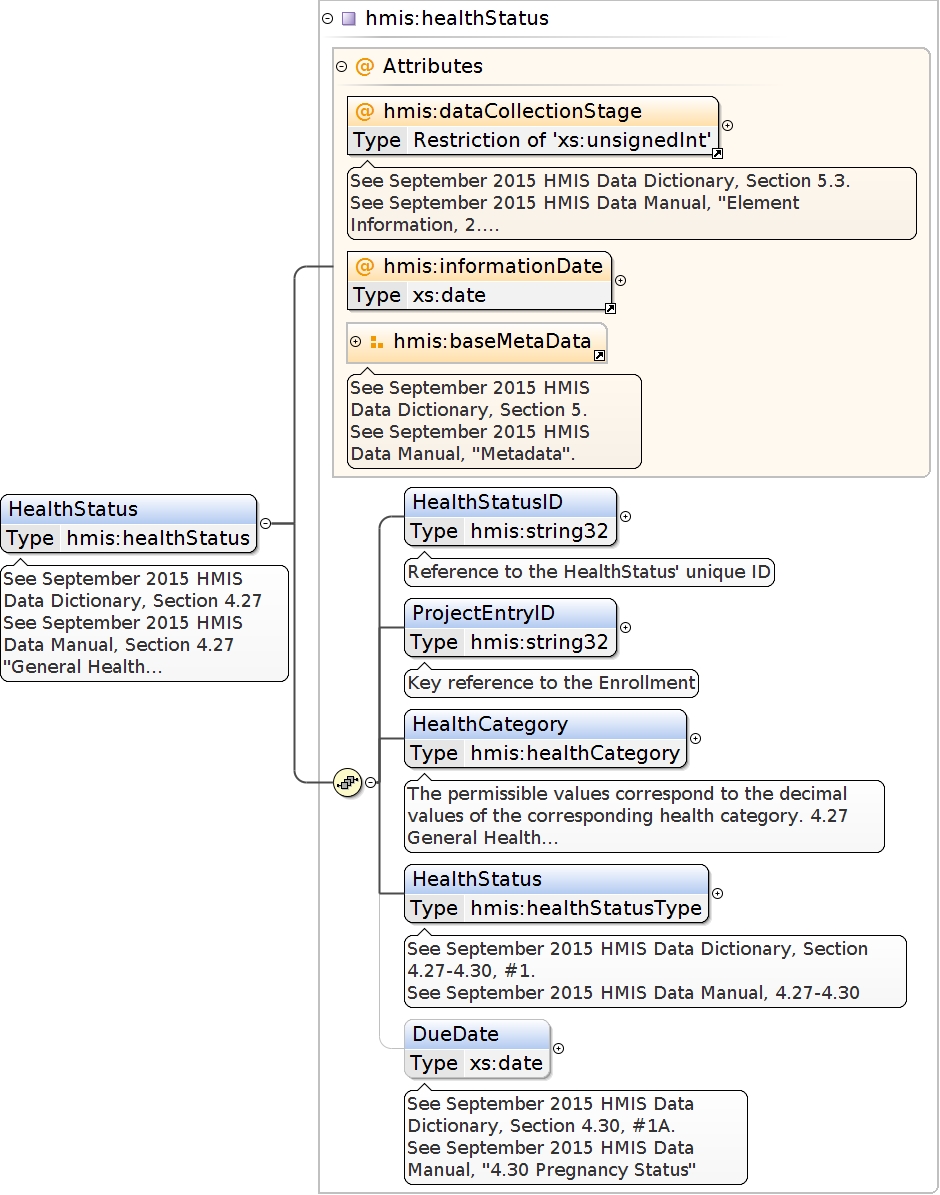 hmis:healthStatus
@ Attributes
@ hmis:dataCollectionStage
Type Restriction of 'xs:unsignedInt'
See September 2015 HMIS Data Dictionary, Section 5.3.
See September 2015 HMIS Data Manual, "Element
Information, 2....
@ hmis:informationDate
Type xs:date
hmis:baseMetaData
See September 2015 HMIS
Data Dictionary, Section 5.
See September 2015 HMIS
Data Manual, "Metadata".
HealthStatus
Type hmis:healthStatus
See September 2015 HMIS
Data Dictionary, Section 4.27
See September 2015 HMIS
Data Manual, Section 4.27
"General Health...
HealthStatusID
Type hmis:string32
Reference to the HealthStatus' unique ID
ProjectEntryID
Type hmis:string32
Key reference to the Enrollment
HealthCategory
Type hmis:healthCategory
The permissible values correspond to the decimal
values of the corresponding health category. 4.27
General Health...
HealthStatus
Type hmis:healthStatusType
See September 2015 HMIS Data Dictionary, Section
4.27-4.30, #1.
See September 2015 HMIS Data Manual, 4.27-4.30
DueDate
Type xs:date
See September 2015 HMIS Data
Dictionary, Section 4.30, #1A.
See September 2015 HMIS Data
Manual, "4.30 Pregnancy Status"